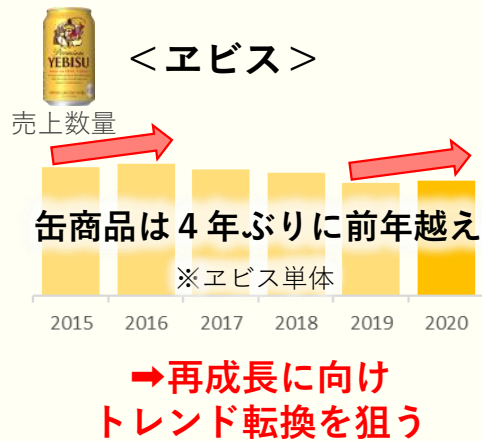 Premium
YEBISU
＜ヱビス＞
売上数量
缶商品は４年ぶりに前年越え
※ヱビス単体
2015 2016 2017 2018 2019 2020
➡再成長に向け
トレンド転換を狙う